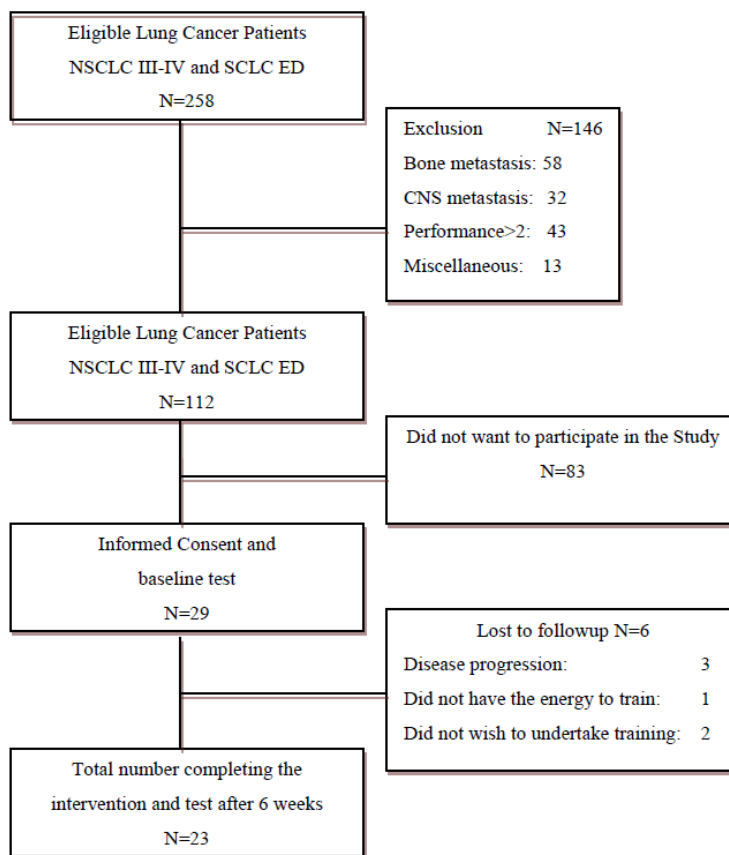 Eligible Lung Cancer Patients
NSCLC III-IV and SCLC ED
N=258
Exclusion N=146
Bone metastasis: 58
CNS metastasis: 32
Performance>2: 43
Miscellaneous: 13
Eligible Lung Cancer Patients
NSCLC III-IV and SCLC ED
N=112
Did not want to participate in the Study
N=83
Informed Consent and
baseline test
N=29
Lost to followup N=6
Disease progression: 3
Did not have the energy to train: 1
Did not wish to undertake training: 2
Total number completing the
intervention and test after 6 weeks
N=23